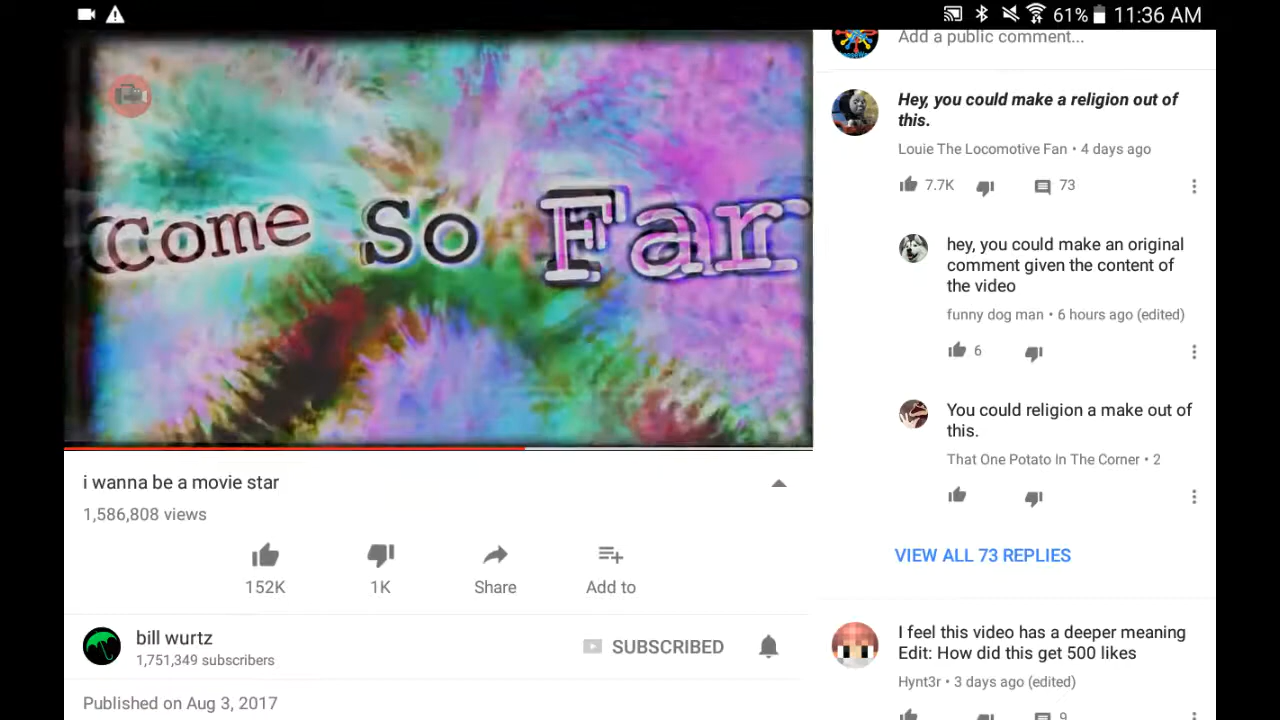 61% 11:36 AM
Come So Far
i wanna be a movie star
1,586,808 views
152K
1K
Share
Add to
bill wurtz
1,751,349 subscribers
SUBSCRIBED
Published on Aug 3, 2017
Add a public comment...
Hey, you could make a religion out of
this.
Louie The Locomotive Fan • 4 days ago
7.7K
73
hey, you could make an original
comment given the content of
the video
funny dog man • 6 hours ago (edited)
6
You could religion a make out of
this.
That One Potato In The Corner • 2
VIEW ALL 73 REPLIES
I feel this video has a deeper meaning
Edit: How did this get 500 likes
Hynt3r • 3 days ago (edited)
9